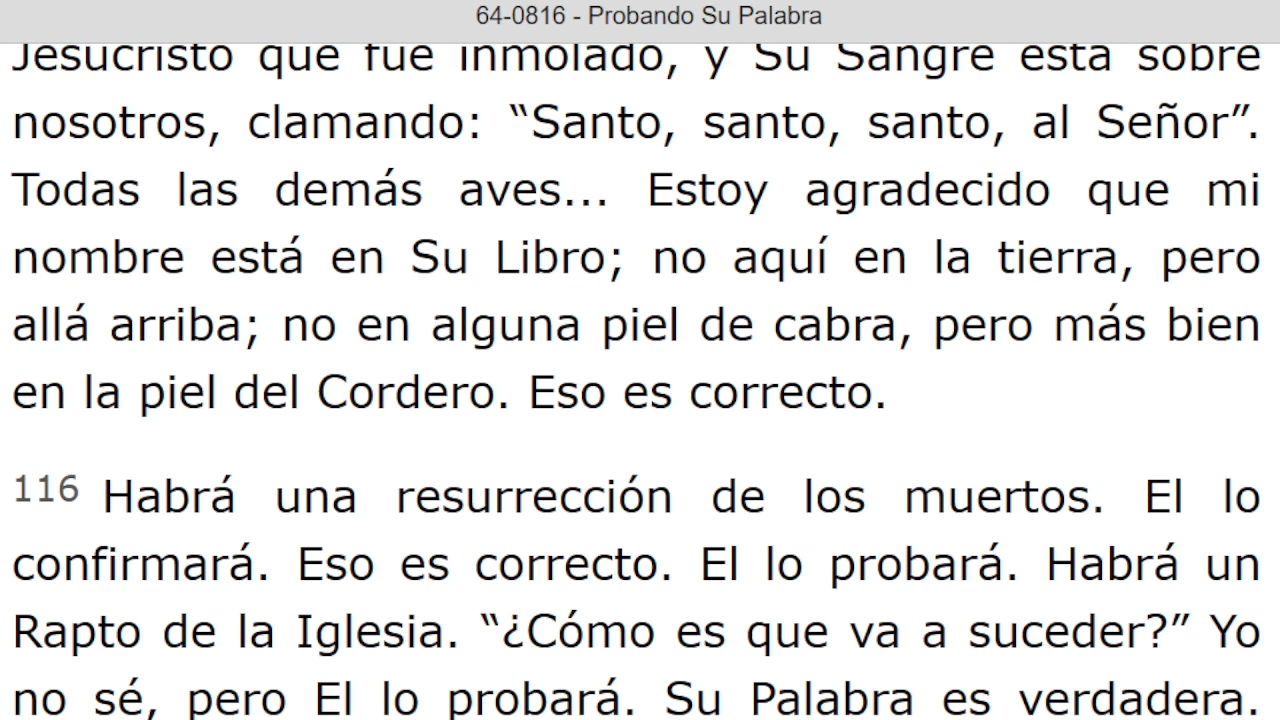 64-0816 - Probando Su Palabra
Jesucristo que fue inmolado, y Su Sangre está sobre
nosotros, clamando: “Santo, santo, santo, al Señor”.
Todas las demás aves... Estoy agradecido que mi
nombre está en Su Libro; no aquí en la tierra, pero
allá arriba; no en alguna piel de cabra, pero más bien
en la piel del Cordero. Eso es correcto.
116 Habrá una resurrección de los muertos. El lo
confirmará. Eso es correcto. El lo probará. Habrá un
Rapto de la Iglesia. “¿Cómo es que va a suceder?” Yo
no sé, pero El lo probará. Su Palabra es verdadera.